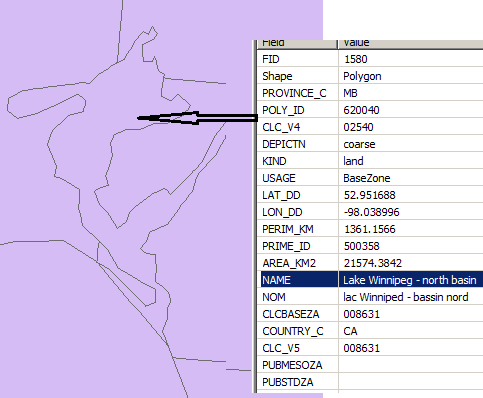 Field Value
FID 1580
Shape Polygon
PROVINCE_C MB
POLY_ID 620040
CLC_V4 02540
DEPICTN coarse
KIND land
USAGE BaseZone
LAT_DD 52.951688
LON_DD -98.038996
PERIM_KM 1361.1566
PRIME_ID 500358
AREA_KM2 21574.3842
NAME Lake Winnipeg - north basin
NOM lac Winniped - bassin nord
CLCBASEZA 008631
COUNTRY_C CA
CLC_V5 008631
PUBMESOZA
PUBSTDZA